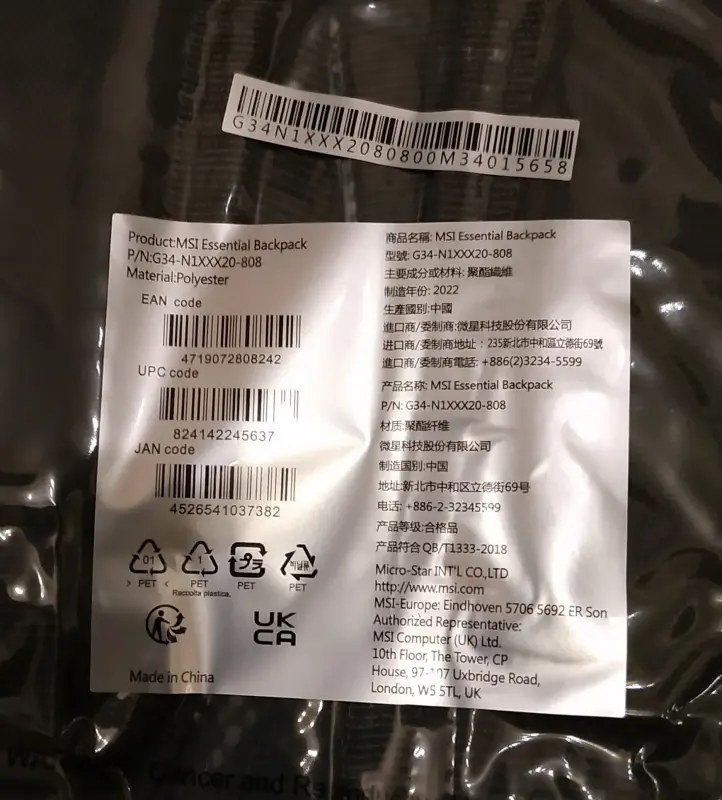 G34N1XXX2080800M34015658
Product:MSI Essential Backpack
P/N:G34-N1XXX20-808
Material:Polyester
EAN code
4719072808242
UPC code
824142245637
JAN code
4526541037382
01
> PET <
1
PET
Raccolta plastica.
プラ
PET
PET
UK
CA
Made in China
商品名稱: MSI Essential Backpack
型號: G34-N1XXX20-808
主要成分或材料: 聚酯纖維
制造年份: 2022
生產國別:中國
進口商/委制商:微星科技股份有限公司
进口商/委制商地址: 235新北市中和區立德街69號
進口商/委制商電話: +886(2)3234-5599
产品名称: MSI Essential Backpack
P/N: G34-N1XXX20-808
材质:聚酯纤维
微星科技股份有限公司
制造国别:中国
地址:新北市中和区立德街69号
电话: +886-2-32345599
产品等级:合格品
产品符合 QB/T1333-2018
Micro-Star INT'L CO.,LTD
http://www.msi.com
MSI-Europe: Eindhoven 5706 5692 ER Son
Authorized Representative:
MSI Computer (UK) Ltd.
10th Floor, The Tower, CP
House, 97-107 Uxbridge Road,
London, W5 5TL, UK
Cancer and